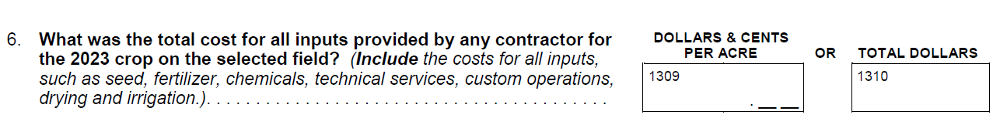 6. What was the total cost for all inputs provided by any contractor for
the 2023 crop on the selected field? (Include the costs for all inputs,
such as seed, fertilizer, chemicals, technical services, custom operations,
drying and irrigation.). . . . . . . . . . . . . . . . . . . . . . . . . . . . . . . . . . . . . . . . .
DOLLARS & CENTS
PER ACRE
1309
. __ __
OR
TOTAL DOLLARS
1310